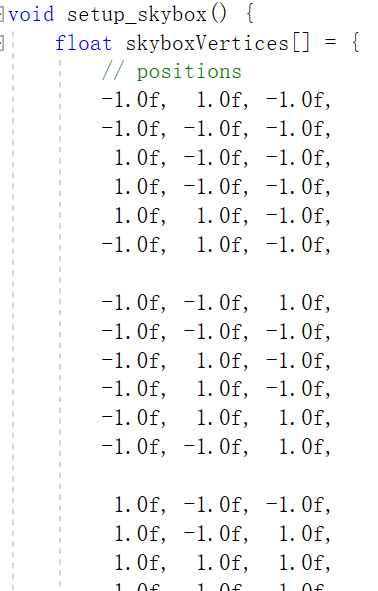 void setup_skybox() {
float skyboxVertices[] = {
// positions
-1.0f,  1.0f, -1.0f,
-1.0f, -1.0f, -1.0f,
1.0f, -1.0f, -1.0f,
1.0f, -1.0f, -1.0f,
1.0f,  1.0f, -1.0f,
-1.0f,  1.0f, -1.0f,
-1.0f, -1.0f,  1.0f,
-1.0f, -1.0f, -1.0f,
-1.0f,  1.0f, -1.0f,
-1.0f,  1.0f, -1.0f,
-1.0f,  1.0f,  1.0f,
-1.0f, -1.0f,  1.0f,
1.0f, -1.0f, -1.0f,
1.0f, -1.0f,  1.0f,
1.0f,  1.0f,  1.0f,